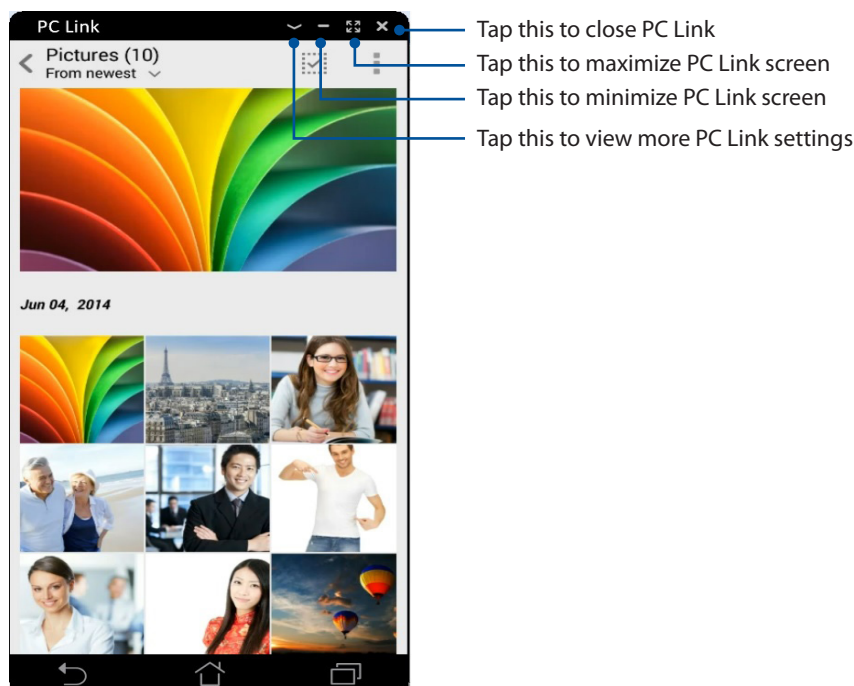 PC Link
Pictures (10)
From newest
Jun 04, 2014
Tap this to close PC Link
Tap this to maximize PC Link screen
Tap this to minimize PC Link screen
Tap this to view more PC Link settings